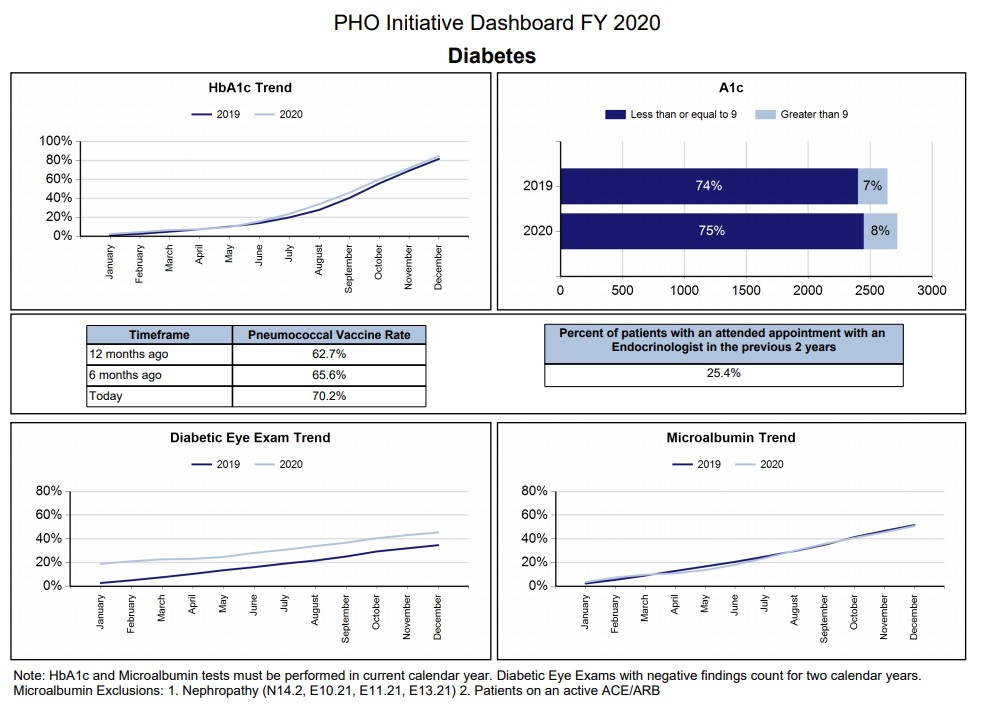 PHO Initiative Dashboard FY 2020
Diabetes
HbA1c Trend
2019 2020
100%
80%
60%
40%
20%
0%
January February March April May June July August September October November December
A1c
Less than or equal to 9 Greater than 9
2019 74% 7%
2020 75% 8%
0 500 1000 1500 2000 2500 3000
Timeframe Pneumococcal Vaccine Rate
12 months ago 62.7%
6 months ago 65.6%
Today 70.2%
Percent of patients with an attended appointment with an
Endocrinologist in the previous 2 years
25.4%
Diabetic Eye Exam Trend
2019 2020
80%
60%
40%
20%
0%
January February March April May June July August September October November December
Microalbumin Trend
2019 2020
80%
60%
40%
20%
0%
January February March April May June July August September October November December
Note: HbA1c and Microalbumin tests must be performed in current calendar year. Diabetic Eye Exams with negative findings count for two calendar years.
Microalbumin Exclusions: 1. Nephropathy (N14.2, E10.21, E11.21, E13.21) 2. Patients on an active ACE/ARB